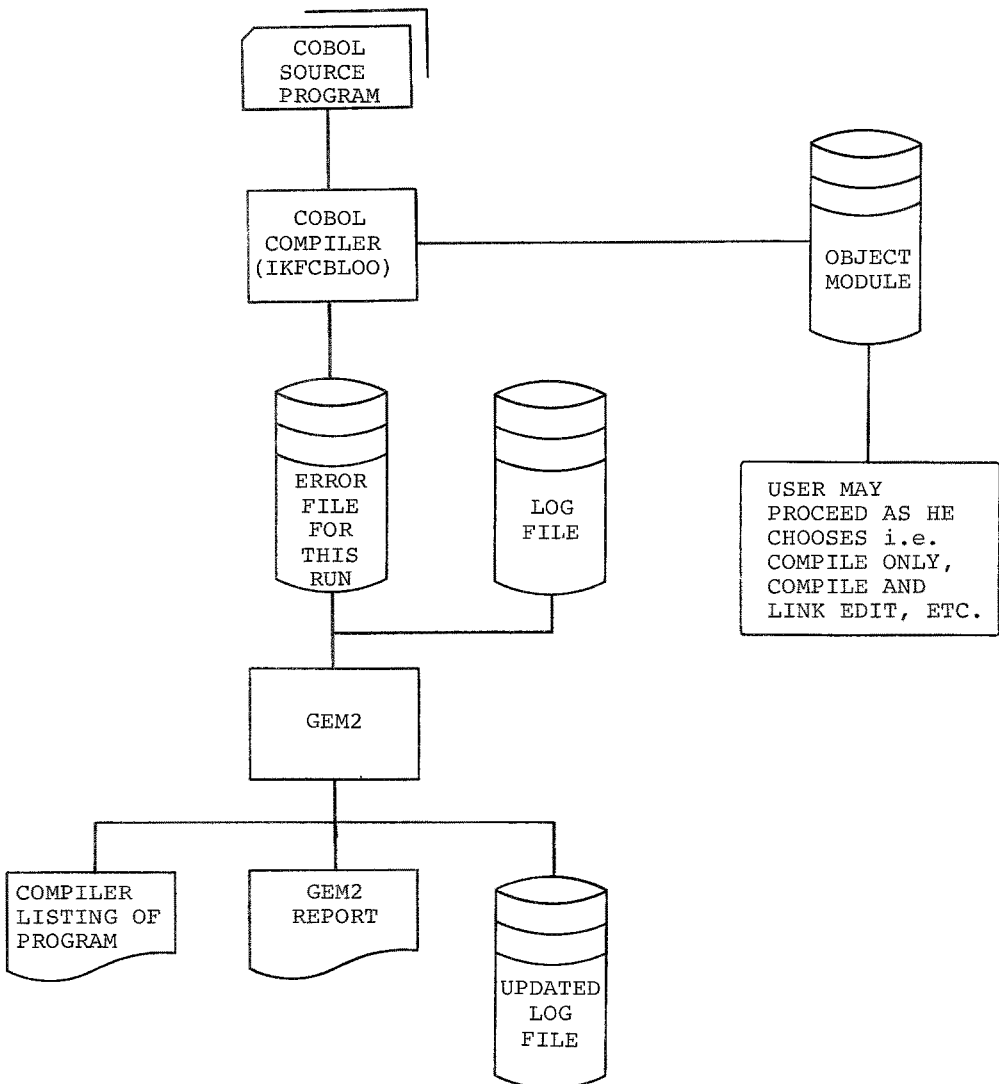 COBOL
SOURCE
PROGRAM
COBOL
COMPILER
(IKFCBLOO)
OBJECT
MODULE
ERROR
FILE
FOR
THIS
RUN
LOG
FILE
USER MAY
PROCEED AS HE
CHOOSES i.e.
COMPILE ONLY,
COMPILE AND
LINK EDIT, ETC.
GEM2
COMPILER
LISTING OF
PROGRAM
GEM2
REPORT
UPDATED
LOG
FILE